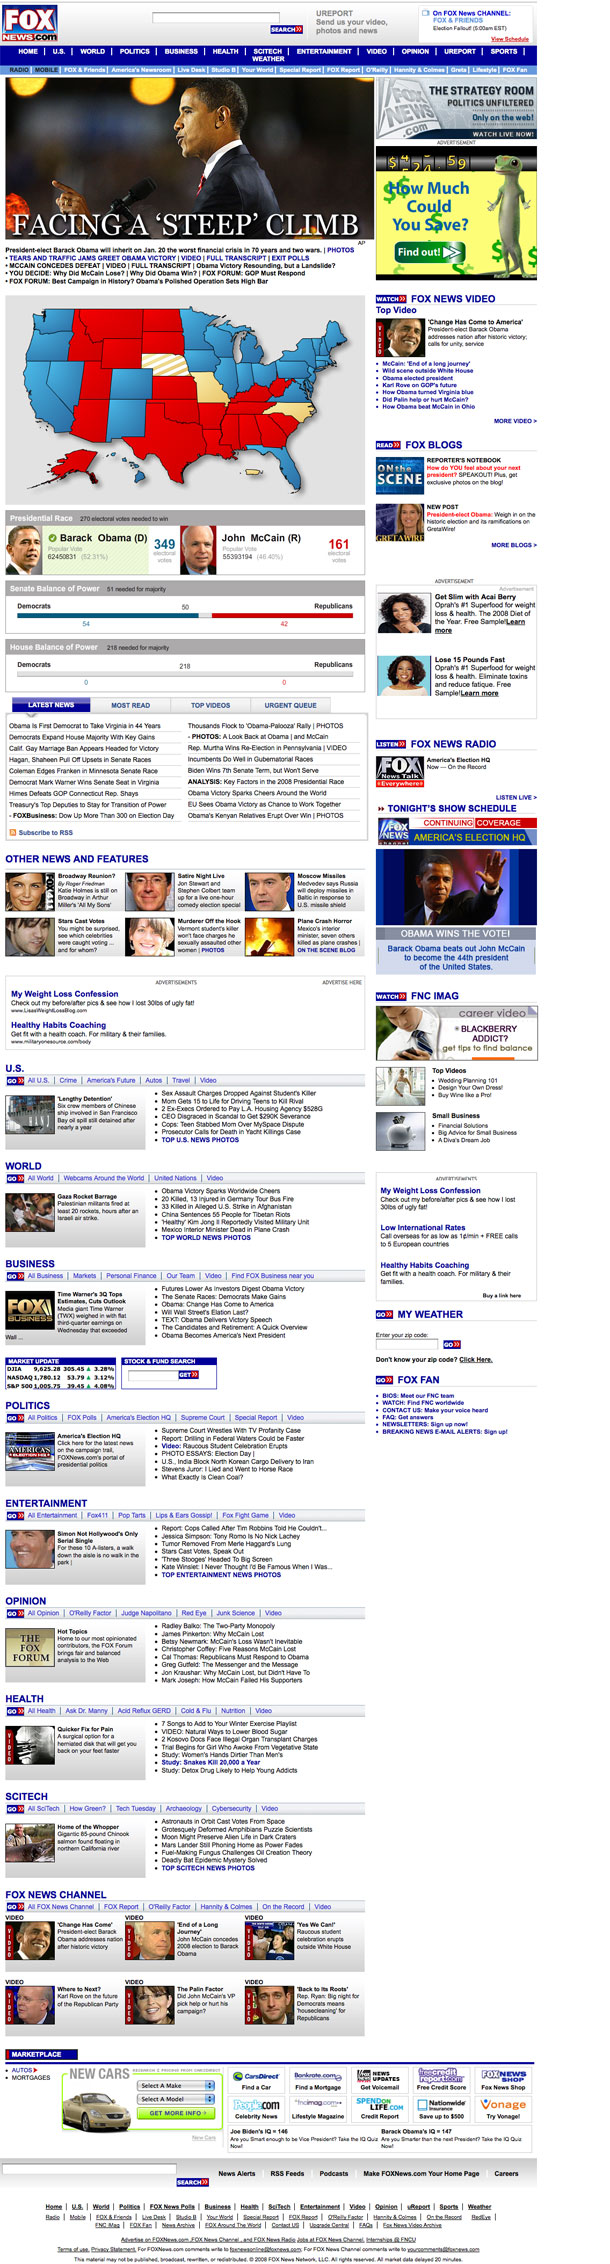 FOX
NEWS.com
SEARCH
UREPORT
Send us your video,
photos and news
On FOX News CHANNEL:
FOX & FRIENDS
Election Fallout! (5:00am EST)
View Schedule
HOME | U.S. | WORLD | POLITICS | BUSINESS | HEALTH | SCITECH | ENTERTAINMENT | VIDEO | OPINION | UREPORT | SPORTS |
WEATHER
RADIO | MOBILE | FOX & Friends | America's Newsroom | Live Desk | Studio B | Your World | Special Report | FOX Report | O'Reilly | Hannity & Colmes | Greta | Lifestyle | FOX Fan
FACING A 'STEEP' CLIMB
AP
President-elect Barack Obama will inherit on Jan. 20 the worst financial crisis in 70 years and two wars. | PHOTOS
• TEARS AND TRAFFIC JAMS GREET OBAMA VICTORY | VIDEO | FULL TRANSCRIPT | EXIT POLLS
• MCCAIN CONCEDES DEFEAT | VIDEO | FULL TRANSCRIPT | Obama Victory Resounding, but a Landslide?
• YOU DECIDE: Why Did McCain Lose? | Why Did Obama Win? | FOX FORUM: GOP Must Respond
• FOX FORUM: Best Campaign in History? Obama's Polished Operation Sets High Bar
Presidential Race 270 electoral votes needed to win
Barack Obama (D)
Popular Vote
62450831 (52.31%)
349
electoral
votes
John McCain (R)
Popular Vote
55393194 (46.40%)
161
electoral
votes
Senate Balance of Power 51 needed for majority
Democrats 50 Republicans
54 42
House Balance of Power 218 needed for majority
Democrats 218 Republicans
0 0
LATEST NEWS MOST READ TOP VIDEOS URGENT QUEUE
Obama Is First Democrat to Take Virginia in 44 Years
Democrats Expand House Majority With Key Gains
Calif. Gay Marriage Ban Appears Headed for Victory
Hagan, Shaheen Pull Off Upsets in Senate Races
Coleman Edges Franken in Minnesota Senate Race
Democrat Mark Warner Wins Senate Seat in Virginia
Himes Defeats GOP Connecticut Rep. Shays
Treasury's Top Deputies to Stay for Transition of Power
- FOXBusiness: Dow Up More Than 300 on Election Day
Thousands Flock to 'Obama-Palooza' Rally | PHOTOS
- PHOTOS: A Look Back at Obama | and McCain
Rep. Murtha Wins Re-Election in Pennsylvania | VIDEO
Incumbents Do Well in Gubernatorial Races
Biden Wins 7th Senate Term, but Won't Serve
ANALYSIS: Key Factors in the 2008 Presidential Race
Obama Victory Sparks Cheers Around the World
EU Sees Obama Victory as Chance to Work Together
Obama's Kenyan Relatives Erupt Over Win | PHOTOS
Subscribe to RSS
OTHER NEWS AND FEATURES
Broadway Reunion?
By Roger Friedman
Katie Holmes is still on
Broadway in Arthur
Miller's 'All My Sons'
Satire Night Live
Jon Stewart and
Stephen Colbert team
up for a live one-hour
comedy election special
Moscow Missiles
Medvedev says Russia
will deploy missiles in
Baltic in response to
U.S. missile shield
Stars Cast Votes
You might be surprised,
see which celebrities
were caught voting ...
and for whom?
Murderer Off the Hook
Vermont student's killer
won't face charges he
sexually assaulted other
women | PHOTOS
Plane Crash Horror
Mexico's interior
minister, seven others
killed as plane crashes |
ON THE SCENE BLOG
ADVERTISEMENTS ADVERTISE HERE
My Weight Loss Confession
Check out my before/after pics & see how I lost 30lbs of ugly fat!
www.LisasWeightLossBlog.com
Healthy Habits Coaching
Get fit with a health coach. For military & their families.
www.militaryonesource.com/body
U.S.
GO All U.S. | Crime | America's Future | Autos | Travel | Video
'Lengthy Detention'
Six crew members of Chinese
ship involved in San Francisco
Bay oil spill still detained after
nearly a year
• Sex Assault Charges Dropped Against Student's Killer
• Mom Gets 15 to Life for Driving Teens to Kill Rival
• 2 Ex-Execs Ordered to Pay L.A. Housing Agency $528G
• CEO Disgraced in Scandal to Get $290K Severance
• Cops: Teen Stabbed Mom Over MySpace Dispute
• Prosecutor Calls for Death in Yacht Killings Case
• TOP U.S. NEWS PHOTOS
WORLD
GO All World | Webcams Around the World | United Nations | Video
Gaza Rocket Barrage
Palestinian militants fired at
least 20 rockets, hours after an
Israeli air strike.
• Obama Victory Sparks Worldwide Cheers
• 20 Killed, 13 injured in Germany Tour Bus Fire
• 33 Killed in Alleged U.S. Strike in Afghanistan
• China Sentences 55 People for Tibetan Riots
• 'Healthy' Kim Jong Il Reportedly Visited Military Unit
• Mexico Interior Minister Dead in Plane Crash
• TOP WORLD NEWS PHOTOS
BUSINESS
GO All Business | Markets | Personal Finance | Our Team | Video | Find FOX Business near you
FOX
BUSINESS
Time Warner's 3Q Tops
Estimates, Cuts Outlook
Media giant Time Warner
(TWX) weighed in with flat
third-quarter earnings on
Wednesday that exceeded
Wall ...
• Futures Lower As Investors Digest Obama Victory
• The Senate Races: Democrats Make Gains
• Obama: Change Has Come to America
• Will Wall Street's Elation Last?
• TEXT: Obama Delivers Victory Speech
• The Candidates and Retirement: A Quick Overview
• Obama Becomes America's Next President
MARKET UPDATE
DJIA 9,625.28 305.45 ▲ 3.28%
NASDAQ 1,780.12 53.79 ▲ 3.12%
S&P 500 1,005.75 39.45 ▲ 4.08%
STOCK & FUND SEARCH
GET
POLITICS
GO All Politics | FOX Polls | America's Election HQ | Supreme Court | Special Report | Video
AMERICA'S
ELECTION HQ
America's Election HQ
Click here for the latest news
on the campaign trail,
FOXNews.com's portal of
presidential politics
• Supreme Court Wrestles With TV Profanity Case
• Report: Drilling in Federal Waters Could be Faster
• Video: Raucous Student Celebration Erupts
• PHOTO ESSAYS: Election Day |
• U.S., India Block North Korean Cargo Delivery to Iran
• Stevens Juror: I Lied and Went to Horse Race
• What Exactly Is Clean Coal?
ENTERTAINMENT
GO All Entertainment | Fox411 | Pop Tarts | Lips & Ears Gossip! | Fox Fight Game | Video
Simon Not Hollywood's Only
Serial Single
For these 10 A-listers, a walk
down the aisle is no walk in the
park |
• Report: Cops Called After Tim Robbins Told He Couldn't...
• Jessica Simpson: Tony Romo Is No Nick Lachey
• Tumor Removed From Merle Haggard's Lung
• Stars Cast Votes, Speak Out
• 'Three Stooges' Headed To Big Screen
• Kate Winslet: I Never Thought I'd Be Famous When I Was...
• TOP ENTERTAINMENT NEWS PHOTOS
OPINION
GO All Opinion | O'Reilly Factor | Judge Napolitano | Red Eye | Junk Science | Video
THE
FOX
FORUM
Hot Topics
Home to our most opinionated
contributors, the FOX Forum
brings fair and balanced
analysis to the Web
• Radley Balko: The Two-Party Monopoly
• James Pinkerton: Why McCain Lost
• Betsy Newmark: McCain's Loss Wasn't Inevitable
• Christopher Coffey: Five Reasons McCain Lost
• Cal Thomas: Republicans Must Respond to Obama
• Greg Gutfeld: The Messenger and the Message
• Jon Kraushar: Why McCain Lost, but Didn't Have To
• Mark Joseph: How McCain Failed His Supporters
HEALTH
GO All Health | Ask Dr. Manny | Acid Reflux GERD | Cold & Flu | Nutrition | Video
Quicker Fix for Pain
A surgical option for a
herniated disk that will get you
back on your feet faster
• 7 Songs to Add to Your Winter Exercise Playlist
• VIDEO: Natural Ways to Lower Blood Sugar
• 2 Kosovo Docs Face Illegal Organ Transplant Charges
• Trial Begins for Girl Who Awoke From Vegetative State
• Study: Women's Hands Dirtier Than Men's
• Study: Snakes Kill 20,000 a Year
• Study: Detox Drug Likely to Help Young Addicts
SCITECH
GO All SciTech | How Green? | Tech Tuesday | Archaeology | Cybersecurity | Video
Home of the Whopper
Gigantic 85-pound Chinook
salmon found floating in
northern California river
• Astronauts in Orbit Cast Votes From Space
• Grotesquely Deformed Amphibians Puzzle Scientists
• Moon Might Preserve Alien Life in Dark Craters
• Mars Lander Still Phoning Home as Power Fades
• Fuel-Making Fungus Challenges Oil Creation Theory
• Deadly Bat Epidemic Mystery Solved
• TOP SCITECH NEWS PHOTOS
FOX NEWS CHANNEL
GO All FOX News Channel | FOX Report | O'Reilly Factor | Hannity & Colmes | On the Record | Video
VIDEO
'Change Has Come'
President-elect Barack
Obama addresses nation
after historic victory
VIDEO
'End of a Long
Journey'
John McCain concedes
2008 election to Barack
Obama
VIDEO
'Yes We Can!'
Raucous student
celebration erupts
outside White House
VIDEO
Where to Next?
Karl Rove on the future
of the Republican Party
VIDEO
The Palin Factor
Did John McCain's VP
pick help or hurt his
campaign?
VIDEO
'Back to Its Roots'
Rep. Ryan: Big night for
Democrats means
'housecleaning' for
Republicans
FOX NEWS .com
THE STRATEGY ROOM
POLITICS UNFILTERED
Only on the web!
WATCH LIVE NOW!
ADVERTISEMENT
How Much
Could
You Save?
Find out!
WATCH FOX NEWS VIDEO
Top Video
'Change Has Come to America'
President-elect Barack Obama
addresses nation after historic victory;
calls for unity, service
• McCain: 'End of a long journey'
• Wild scene outside White House
• Obama elected president
• Karl Rove on GOP's future
• How Obama turned Virginia blue
• Did Palin help or hurt McCain?
• How Obama beat McCain in Ohio
MORE VIDEO >
READ FOX BLOGS
ON the
SCENE
REPORTER'S NOTEBOOK
How do YOU feel about your next
president? SPEAKOUT! Plus, get
exclusive photos on the blog!
GRETAWIRE
NEW POST
President-elect Obama: Weigh in on the
historic election and its ramifications on
GretaWire!
MORE BLOGS >
ADVERTISEMENT
Advertisement
Get Slim with Acai Berry
Oprah's #1 Superfood for weight
loss & health. The 2008 Diet of
the Year. Free Sample!Learn
more
Lose 15 Pounds Fast
Oprah's #1 Superfood for weight
loss & health. Eliminate toxins
and reduce fatigue. Free
Sample!Learn more
LISTEN FOX NEWS RADIO
FOX
News Talk
Everywhere
America's Election HQ
Now --- On the Record
LISTEN LIVE >
TONIGHT'S SHOW SCHEDULE
FOX
NEWS
channel
CONTINUING COVERAGE
AMERICA'S ELECTION HQ
OBAMA WINS THE VOTE!
Barack Obama beats out John McCain
to become the 44th president
of the United States.
WATCH FNC IMAG
career video
BLACKBERRY
ADDICT?
get tips to find balance
Top Videos
• Wedding Planning 101
• Design Your Own Dress!
• Buy Wine like a Pro!
Small Business
• Financial Solutions
• Big Advice for Small Business
• A Diva's Dream Job
ADVERTISEMENTS
My Weight Loss Confession
Check out my before/after pics & see how I lost
30lbs of ugly fat!
Low International Rates
Call overseas for as low as 1¢/min + FREE calls
to 5 European countries
Healthy Habits Coaching
Get fit with a health coach. For military & their
families.
Buy a link here
GO MY WEATHER
Enter your zip code:
GO
Don't know your zip code? Click Here.
GO FOX FAN
• BIOS: Meet our FNC team
• WATCH: Find FNC worldwide
• CONTACT US: Make your voice heard
• FAQ: Get answers
• NEWSLETTERS: Sign up now!
• BREAKING NEWS E-MAIL ALERTS: Sign up!
MARKETPLACE
• AUTOS
• MORTGAGES
NEW CARS
Select A Make
Select A Model
GET MORE INFO
New Cars
CarsDirect
Find a Car
Bankrate.com
Find a Mortgage
NEWS
UPDATES
Get Voicemail
freecreditreport.com
Free Credit Score
FOX NEWS
SHOP
Fox News Shop
People.com
Celebrity News
fncimag.com
Lifestyle Magazine
SPEND ON
LIFE.COM
Credit Report
Nationwide
Insurance
Save up to $500
Vonage
Try Vonage!
Joe Biden's IQ = 146
Are you Smart enough to be Vice President? Take the IQ Quiz
Now!
Barack Obama's IQ = 147
Are you Smarter than the next President? Take the IQ Quiz
Now!
SEARCH
News Alerts | RSS Feeds | Podcasts | Make FOXNews.com Your Home Page | Careers
Home | U.S. | World | Politics | FOX News Polls | Business | Health | SciTech | Entertainment | Video | Opinion | uReport | Sports | Weather
Radio | Mobile | FOX & Friends | Live Desk | Studio B | Your World | Special Report | FOX Report | O'Reilly Factor | Hannity & Colmes | On the Record | RedEye
FNC iMag | FOX Fan | News Archive | FOX Around The World | Contact US | Upgrade Central | FAQs | Fox News Video Archive
Advertise on FOXNews.com, FOX News Channel, and FOX News Radio Jobs at FOX News Channel. Internships @ FNCU
Terms of use. Privacy Statement. For FOXNews.com comments write to foxnewsonline@foxnews.com; For FOX News Channel comments write to yourcomments@foxnews.com
This material may not be published, broadcast, rewritten, or redistributed. © 2008 FOX News Network, LLC. All rights reserved. All market data delayed 20 minutes.